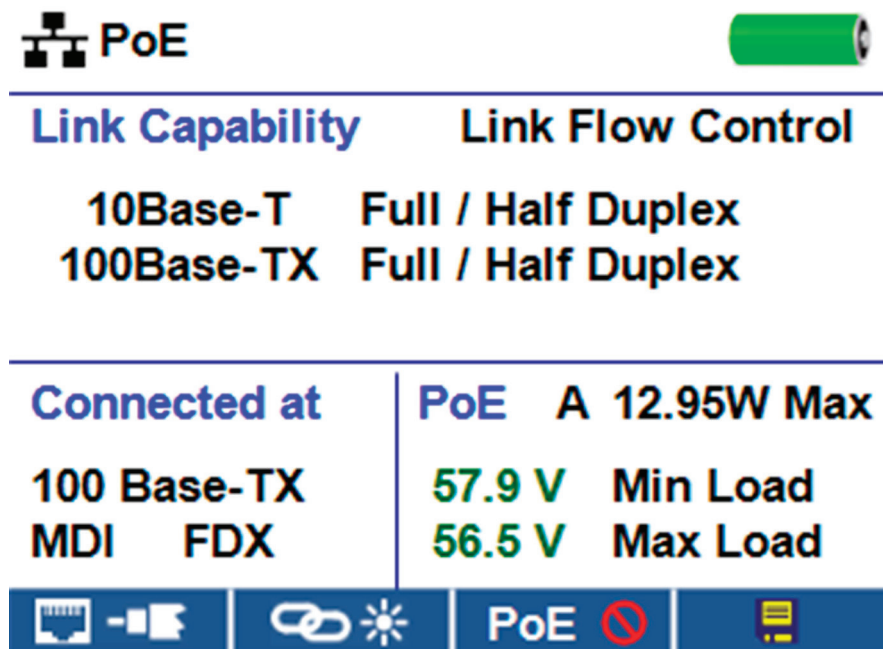 PoE
Link Capability Link Flow Control
10Base-T Full / Half Duplex
100Base-TX Full / Half Duplex
Connected at
100 Base-TX
MDI FDX
PoE A 12.95W Max
57.9 V Min Load
56.5 V Max Load
PoE